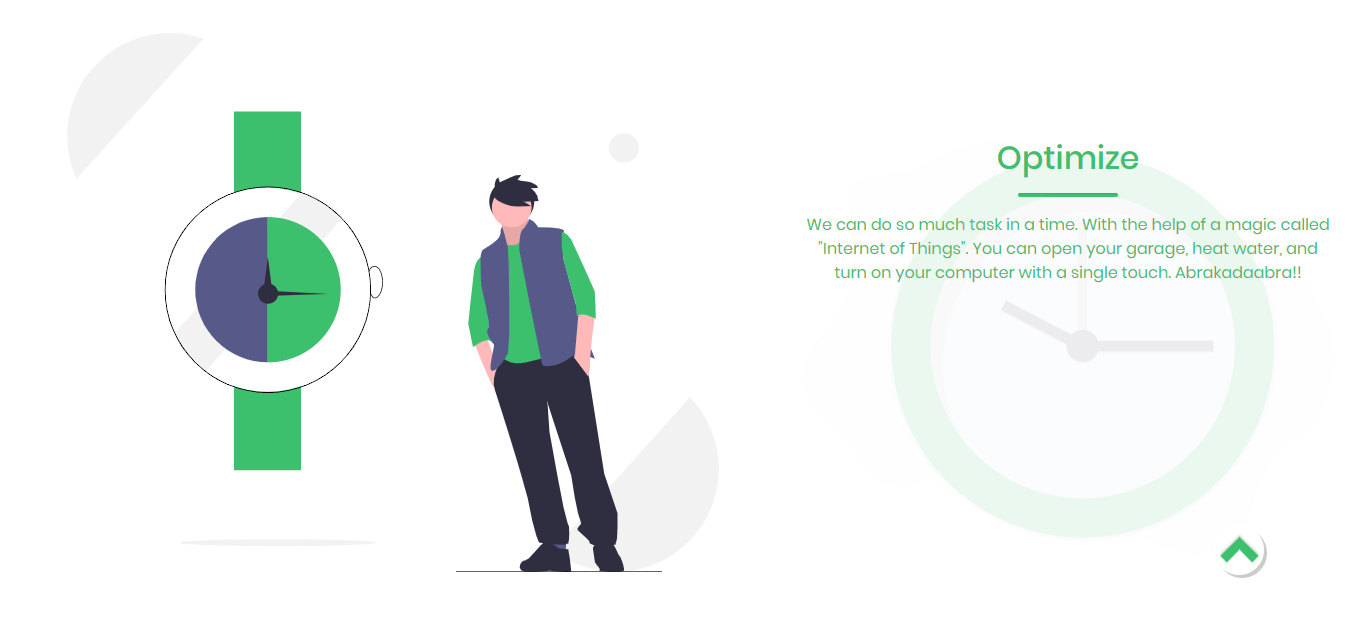 Optimize
We can do so much task in a time. With the help of a magic called
"Internet of Things". You can open your garage, heat water, and
turn on your computer with a single touch. Abrakadaabra!!